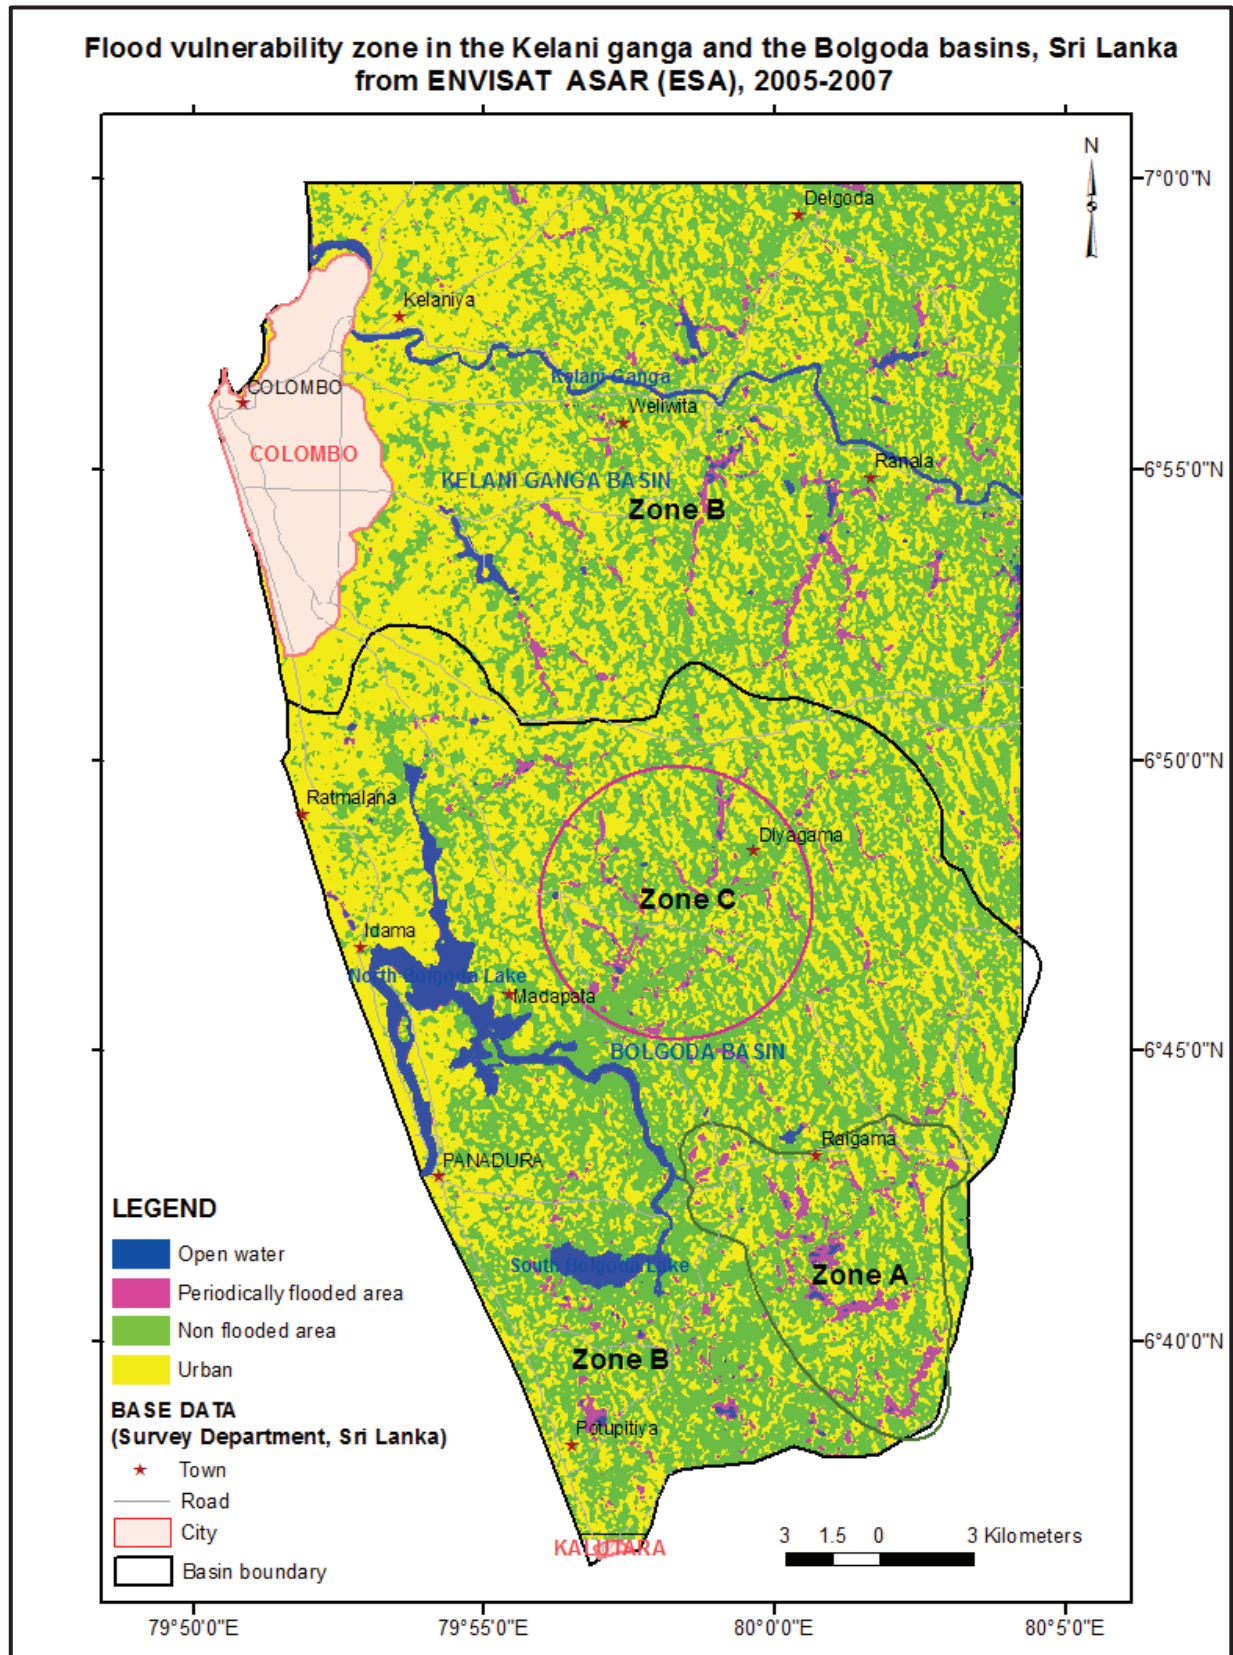 Flood vulnerability zone in the Kelani ganga and the Bolgoda basins, Sri Lanka
from ENVISAT ASAR (ESA), 2005-2007
N
7°0'0"N
Delgoda
Kelaniya
Kelani Ganga
COLOMBO
Weliwita
COLOMBO
Ranala
6°55'0"N
KELANI GANGA BASIN
Zone B
6°50'0"N
Ratmalana
Diyagama
Zone C
Idama
North Bolgoda Lake
Madapata
BOLGODA BASIN
6°45'0"N
Raigama
PANADURA
LEGEND
Open water
Periodically flooded area
Non flooded area
Urban
South Bolgoda Lake
Zone A
6°40'0"N
Zone B
BASE DATA
(Survey Department, Sri Lanka)
Potupitiya
Town
Road
City
Basin boundary
KALUTARA
3 1.5 0 3 Kilometers
79°50'0"E 79°55'0"E 80°0'0"E 80°5'0"E